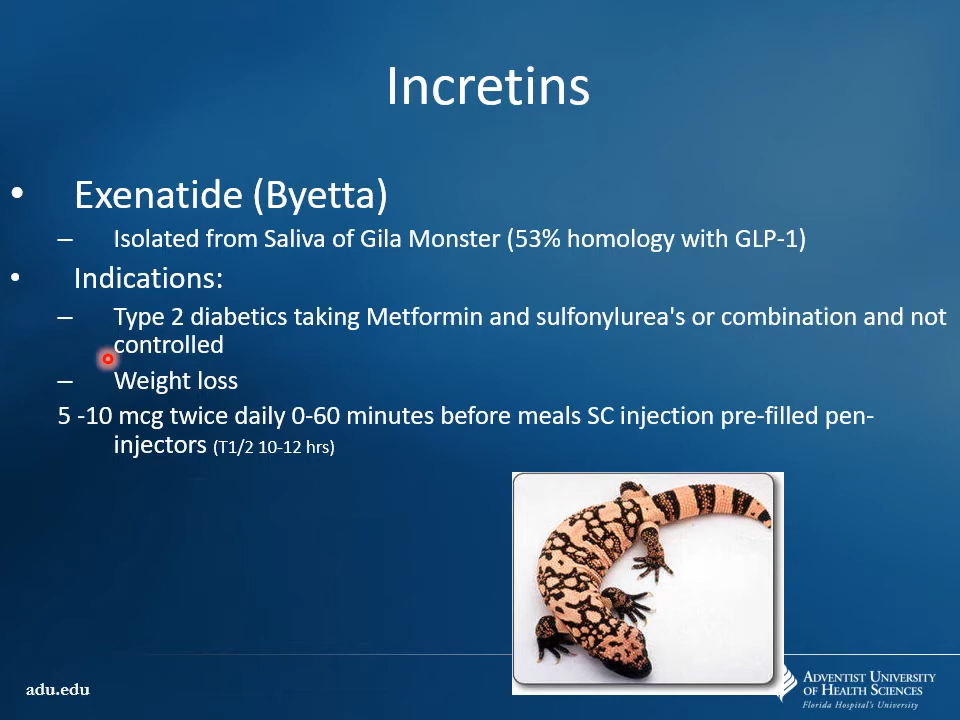 Incretins
• Exenatide (Byetta)
– Isolated from Saliva of Gila Monster (53% homology with GLP-1)
• Indications:
– Type 2 diabetics taking Metformin and sulfonylurea's or combination and not
controlled
– Weight loss
5 -10 mcg twice daily 0-60 minutes before meals SC injection pre-filled pen-
injectors (T1/2 10-12 hrs)
adu.edu
ADVENTIST UNIVERSITY
OF HEALTH SCIENCES
Florida Hospital's University